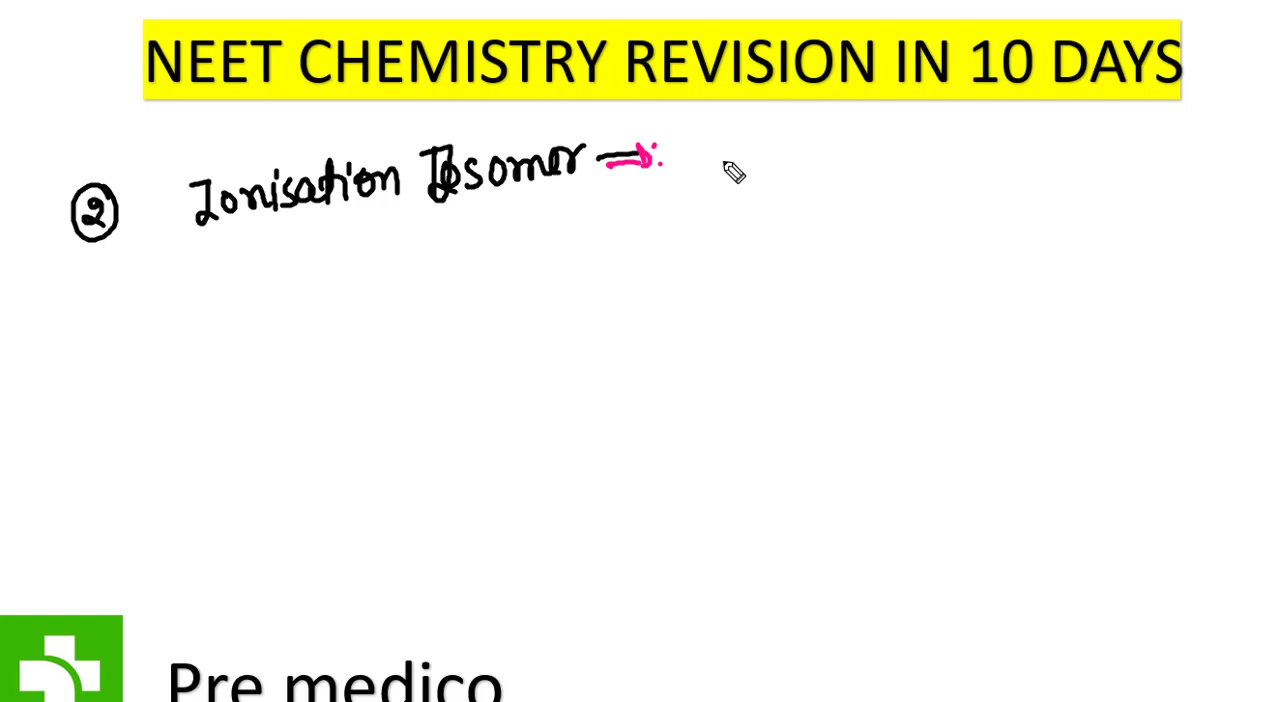 NEET CHEMISTRY REVISION IN 10 DAYS
② Ionisation Isomer →:
Pre medico